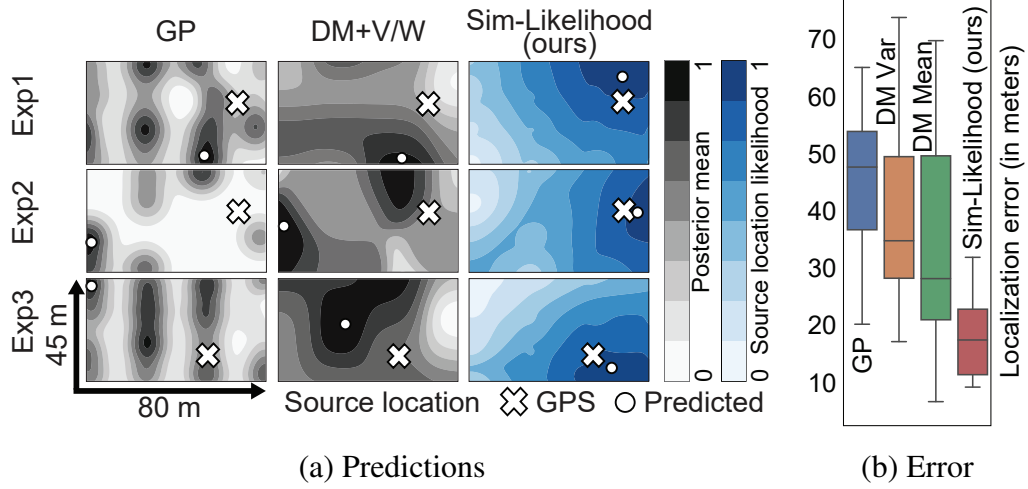 GP
DM+V/W
Sim-Likelihood
(ours)
Exp1
Exp2
Exp3
45 m
80 m
0 Posterior mean 1
0 Source location likelihood 1
Source location GPS Predicted
(a) Predictions
70
60
50
40
30
20
10
GP
DM Var
DM Mean
Sim-Likelihood (ours)
Localization error (in meters)
(b) Error